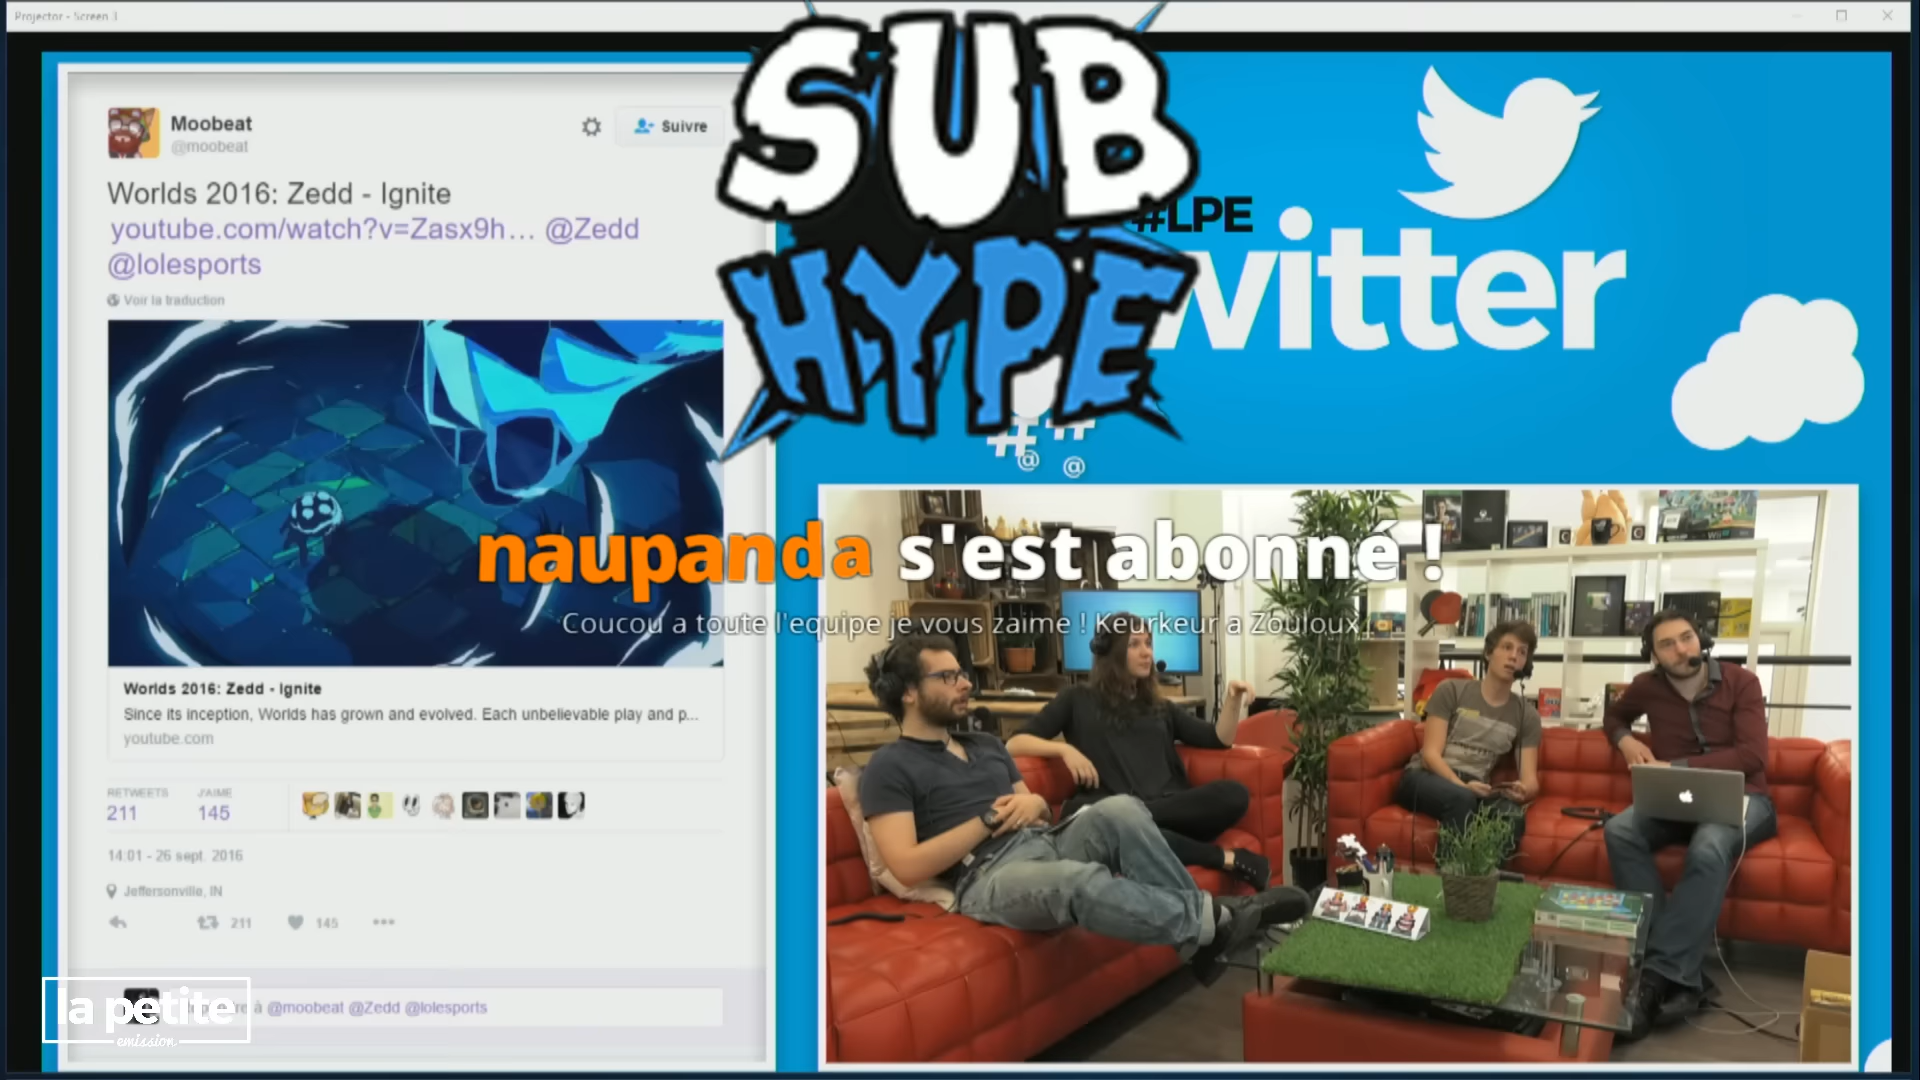 Projector - Screen 3
SUB
HYPE
Moobeat
@moobeat
Suivre
Worlds 2016: Zedd - Ignite
youtube.com/watch?v=Zasx9h… @Zedd
@lolesports
Voir la traduction
#LPE
witter
#
@ @
naupanda s'est abonné !
Coucou a toute l'equipe je vous zaime ! Keurkeur a Zouloux
Worlds 2016: Zedd - Ignite
Since its inception, Worlds has grown and evolved. Each unbelievable play and p...
youtube.com
RETWEETS J'AIME
211 145
14:01 - 26 sept. 2016
Jeffersonville, IN
211 145 •••
à @moobeat @Zedd @lolesports
la petite
emission